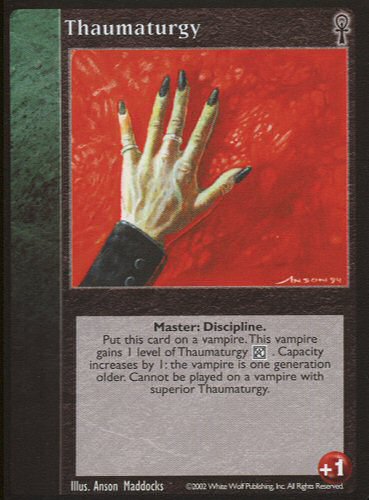 Thaumaturgy
ANSON 94
Master: Discipline.
Put this card on a vampire. This vampire
gains 1 level of Thaumaturgy . Capacity
increases by 1: the vampire is one generation
older. Cannot be played on a vampire with
superior Thaumaturgy.
+1
Illus. Anson Maddocks ©2002 White Wolf Publishing, Inc. All Rights Reserved.